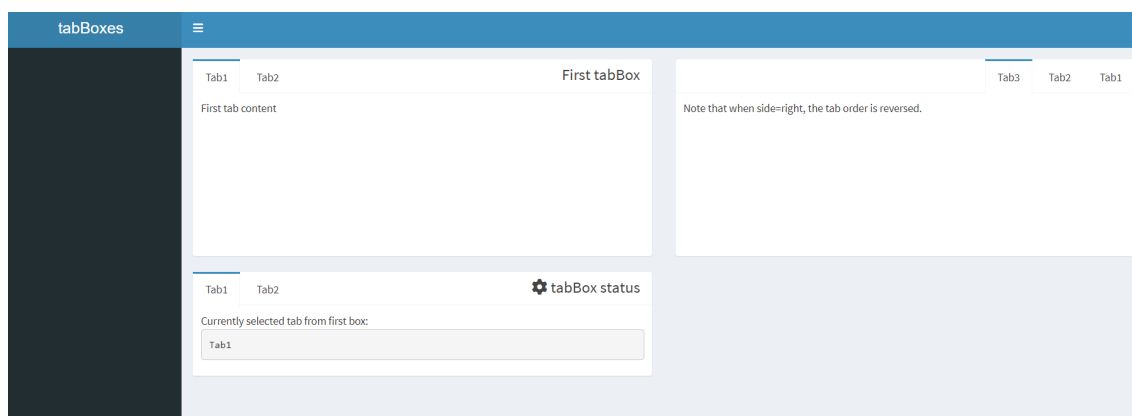 tabBoxes
Tab1 Tab2 First tabBox
First tab content
Tab3 Tab2 Tab1
Note that when side=right, the tab order is reversed.
Tab1 Tab2 tabBox status
Currently selected tab from first box:
Tab1